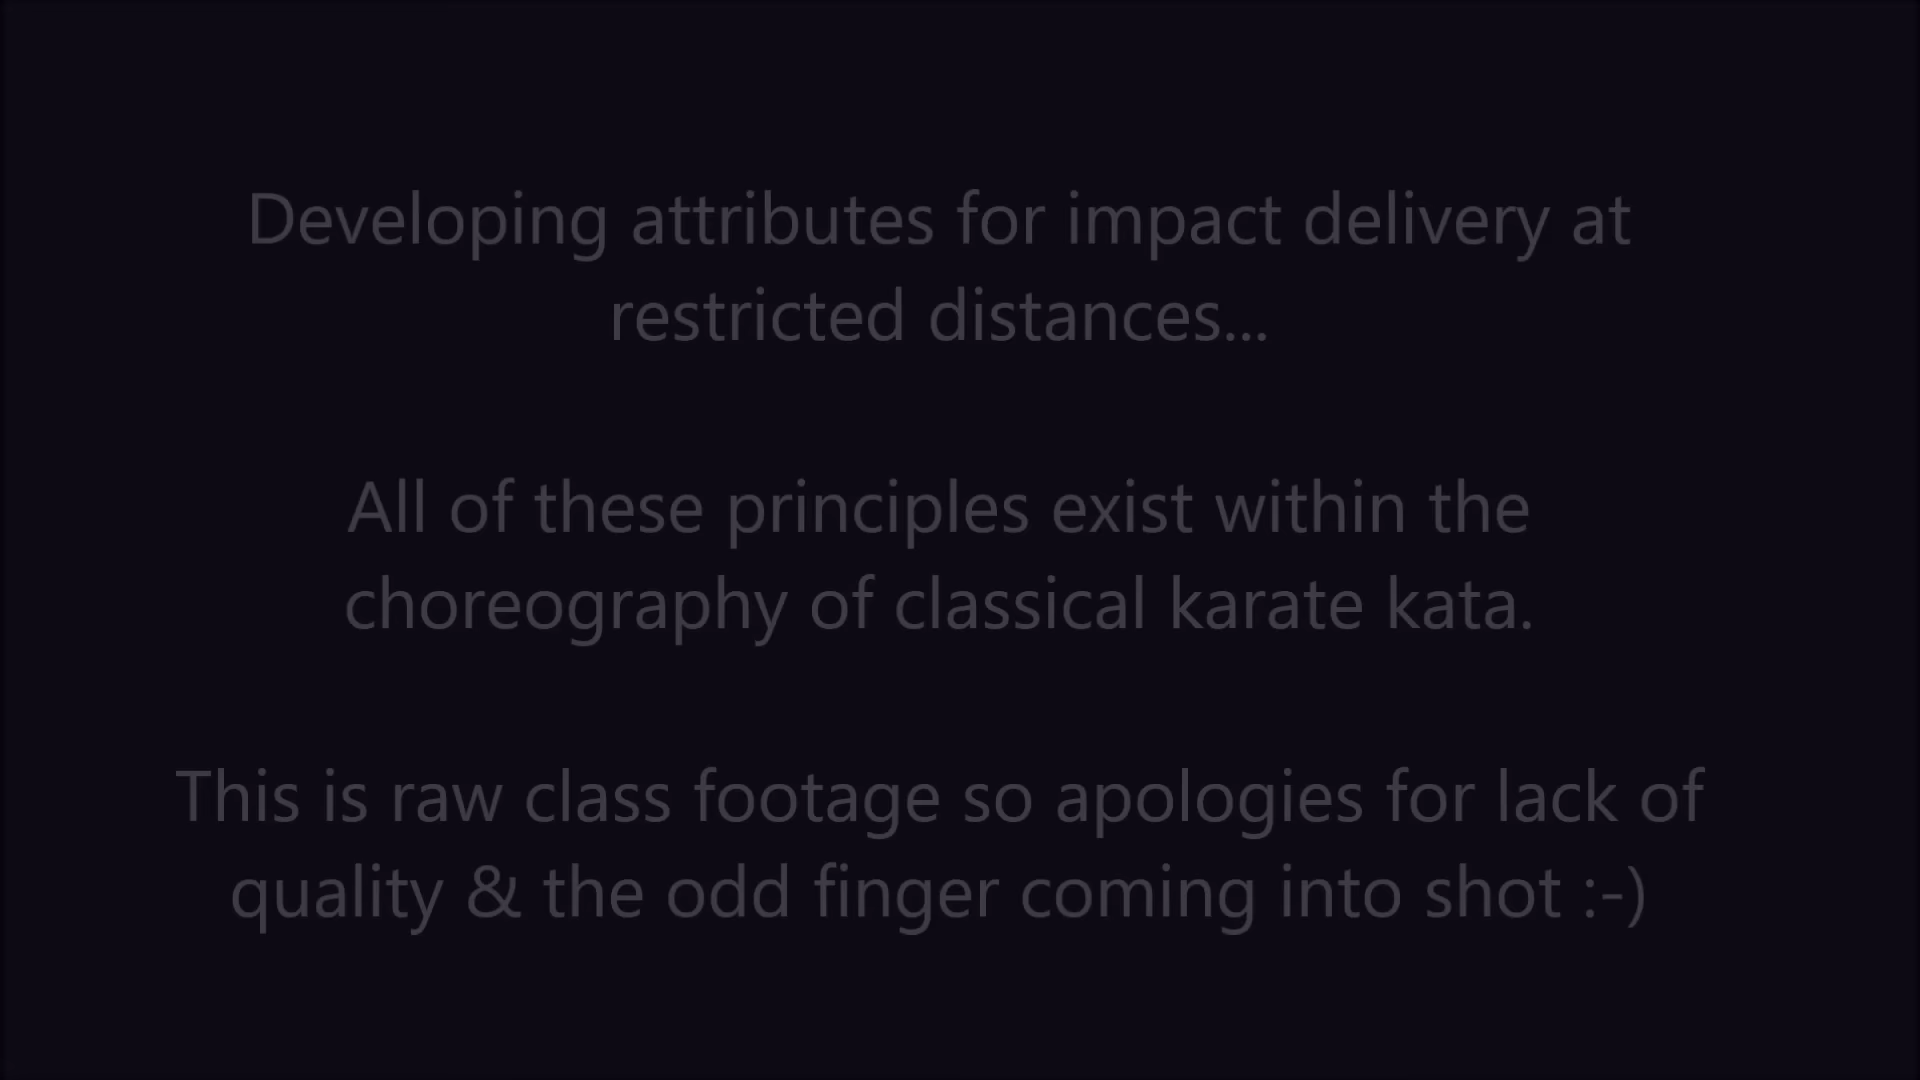 Developing attributes for impact delivery at
restricted distances...
All of these principles exist within the
choreography of classical karate kata.
This is raw class footage so apologies for lack of
quality & the odd finger coming into shot :-)